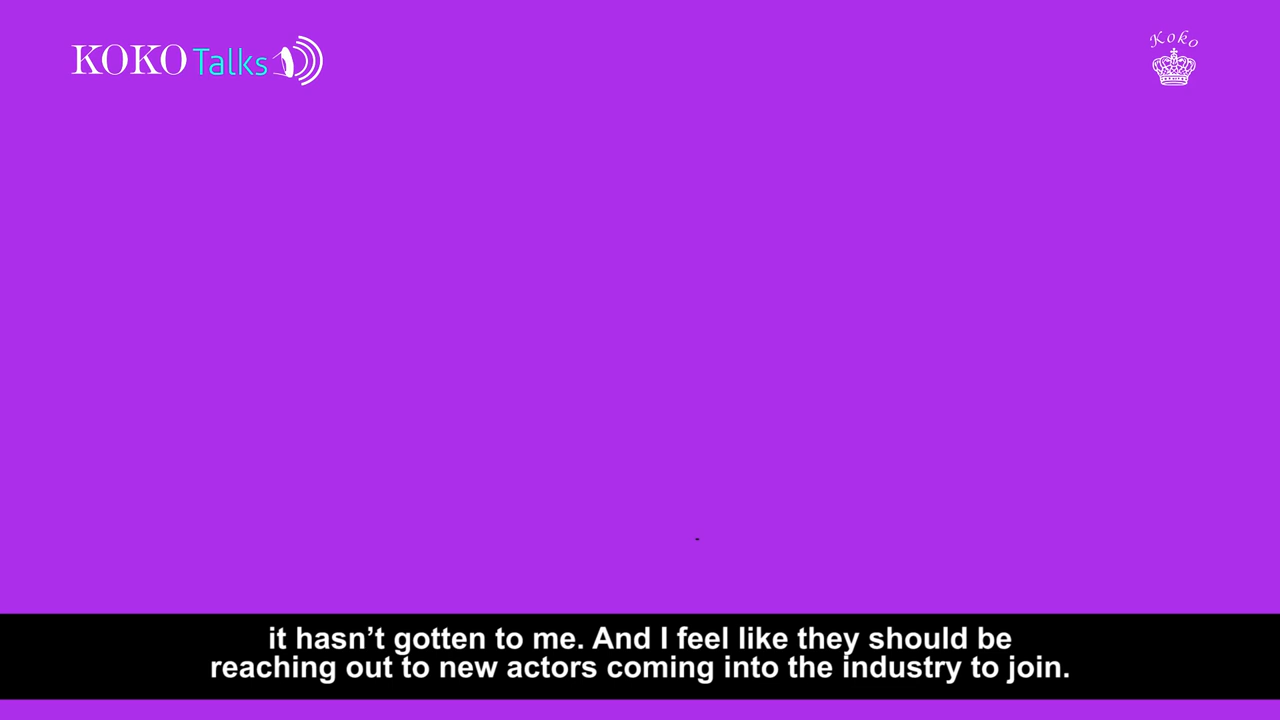 KOKO Talks
Koko
it hasn’t gotten to me. And I feel like they should be
reaching out to new actors coming into the industry to join.